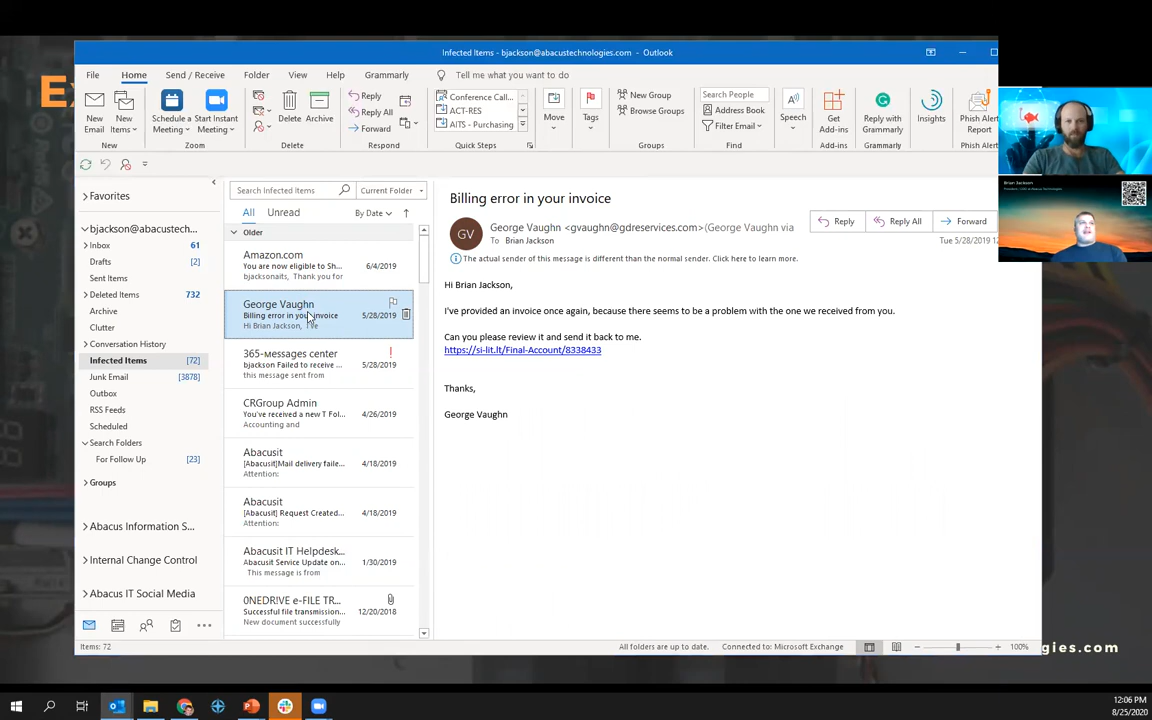 Ex
Infected Items - bjackson@abacustechnologies.com - Outlook
File Home Send / Receive Folder View Help Grammarly Tell me what you want to do
New Email
New Items
New
Schedule a Meeting
Start Instant Meeting
Zoom
Delete
Archive
Delete
Reply
Reply All
Forward
Respond
Conference Call...
ACT-RES
AITS - Purchasing
Quick Steps
Move
Tags
New Group
Browse Groups
Groups
Search People
Address Book
Filter Email
Find
Speech
Get Add-ins
Add-ins
Reply with Grammarly
Grammarly
Insights
Phish Alert Report
Phish Alert
Brian Jackson
Favorites
bjackson@abacustech...
Inbox 61
Drafts [2]
Sent Items
Deleted Items 732
Archive
Clutter
Conversation History
Infected Items [72]
Junk Email [3878]
Outbox
RSS Feeds
Scheduled
Search Folders
For Follow Up [23]
Groups
Abacus Information S...
Internal Change Control
Abacus IT Social Media
Search Infected Items Current Folder
All Unread By Date
Older
Amazon.com
You are now eligible to Sh... 6/4/2019
jacksonaits, Thank you for
George Vaughn
Billing error in your invoice 5/28/2019
Hi Brian Jackson, I've
365-мessages center
bjackson Failed to receive ... 5/28/2019
this message sent from
CRGroup Admin
You've received a new T Fol... 4/26/2019
Accounting and
Abacusit
[Abacusit]Mail delivery faile... 4/18/2019
Attention:
Abacusit
[Abacusit] Request Created... 4/18/2019
Attention:
Abacusit IT Helpdesk...
Abacusit Service Update on... 1/30/2019
This message is from
0NEDR!VE e-FILE TR...
Successful file transmission... 12/20/2018
New document successfully
Billing error in your invoice
GV
George Vaughn <gvaughn@gdreservices.com>(George Vaughn via
To Brian Jackson
Reply Reply All Forward
Tue 5/28/2019
The actual sender of this message is different than the normal sender. Click here to learn more.
Hi Brian Jackson,
I've provided an invoice once again, because there seems to be a problem with the one we received from you.
Can you please review it and send it back to me.
https://si-lit.lt/Final-Account/8338433
Thanks,
George Vaughn
Items: 72 All folders are up to date. Connected to: Microsoft Exchange 100%
gies.com
12:06 PM
8/25/2020